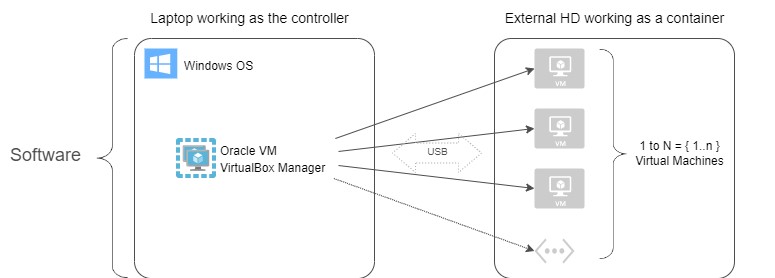 Laptop working as the controller
External HD working as a container
Windows OS
VM
Software
Oracle VM
VirtualBox Manager
USB
VM
1 to N = { 1..n }
Virtual Machines
VM